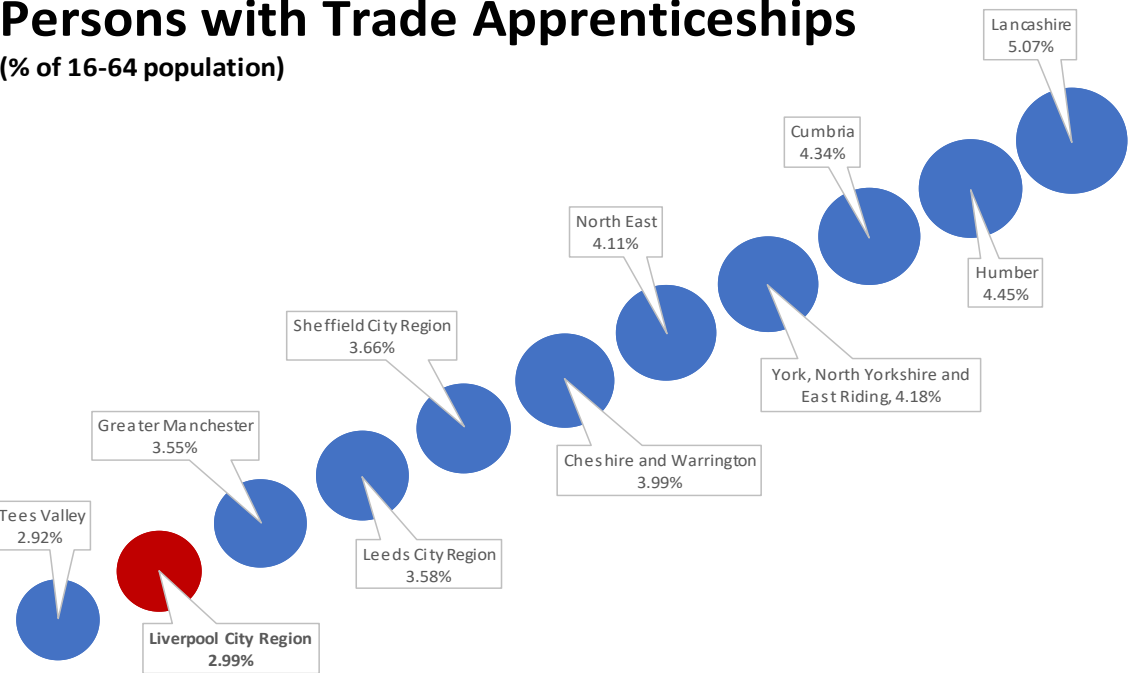 Persons with Trade Apprenticeships
(% of 16-64 population)
Lancashire
5.07%
Cumbria
4.34%
North East
4.11%
Humber
4.45%
Sheffield City Region
3.66%
York, North Yorkshire and
East Riding, 4.18%
Greater Manchester
3.55%
Cheshire and Warrington
3.99%
Tees Valley
2.92%
Leeds City Region
3.58%
Liverpool City Region
2.99%